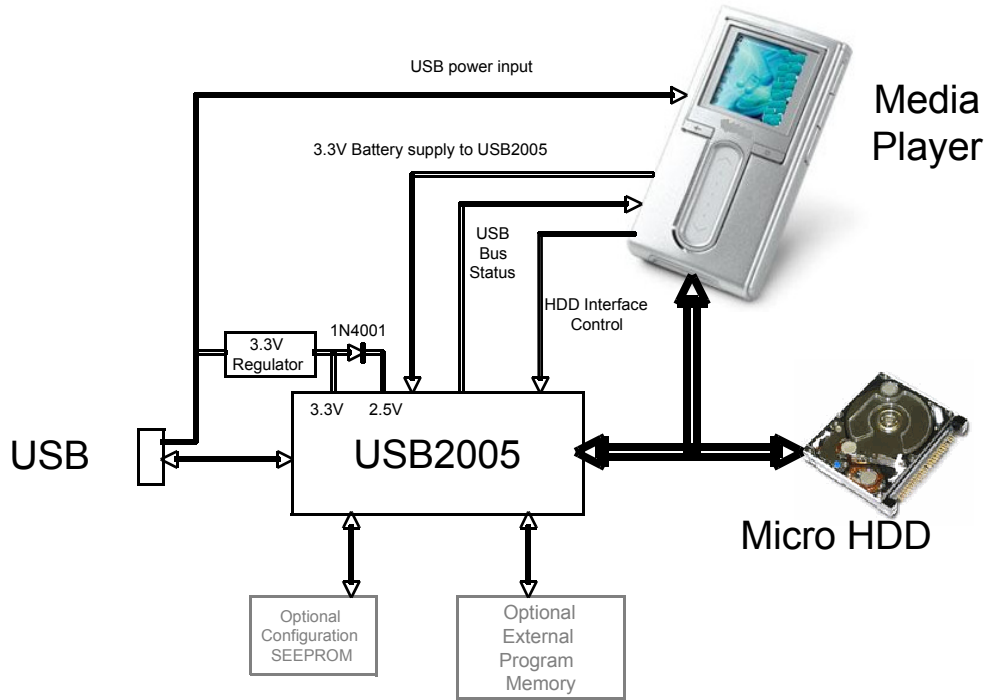 USB power input
Media
Player
3.3V Battery supply to USB2005
USB
Bus
Status
HDD Interface
Control
1N4001
3.3V
Regulator
3.3V
2.5V
USB
USB2005
Micro HDD
Optional
Configuration
SEEPROM
Optional
External
Program
Memory